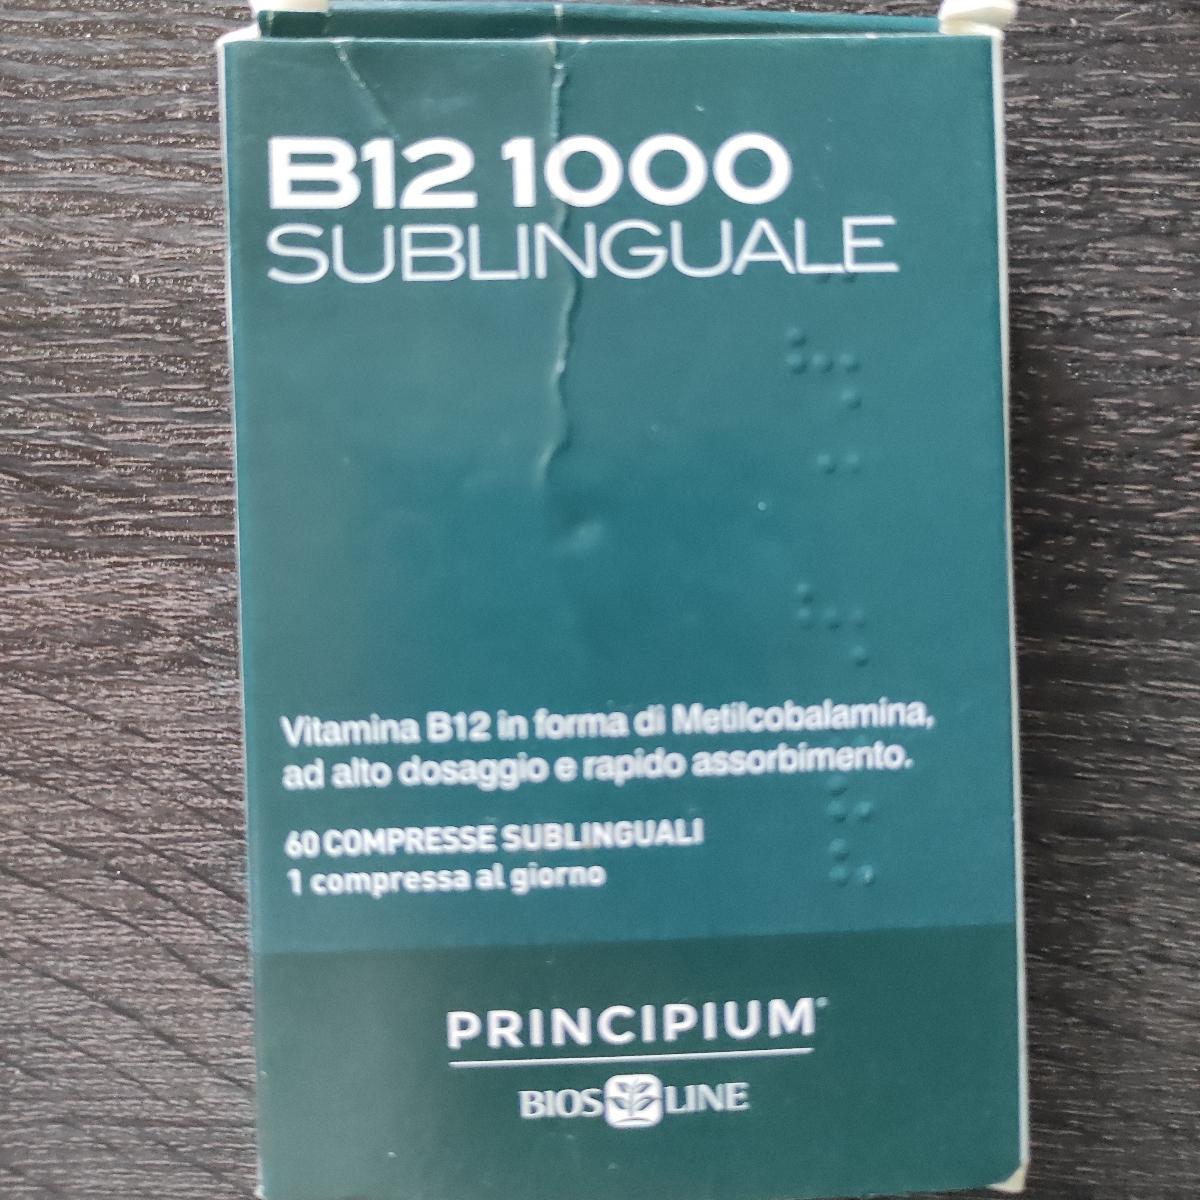 B12 1000
SUBLINGUALE
Vitamina B12 in forma di Metilcobalamina,
ad alto dosaggio e rapido assorbimento.
60 COMPRESSE SUBLINGUALI
1 compressa al giorno
PRINCIPIUM®
BIOS LINE